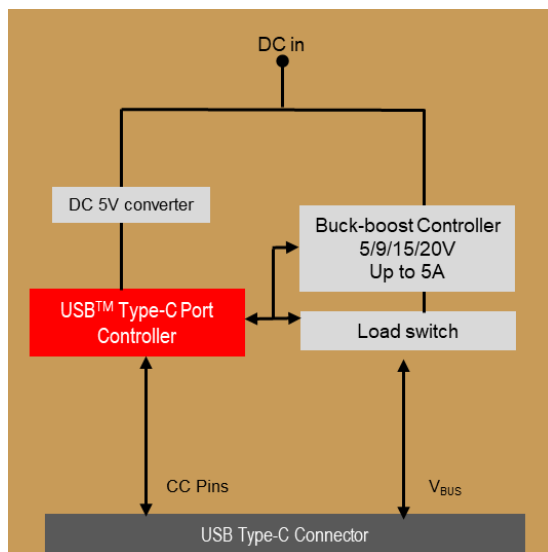 DC in
DC 5V converter
Buck-boost Controller
5/9/15/20V
Up to 5A
USB™ Type-C Port
Controller
Load switch
CC Pins
VBUS
USB Type-C Connector